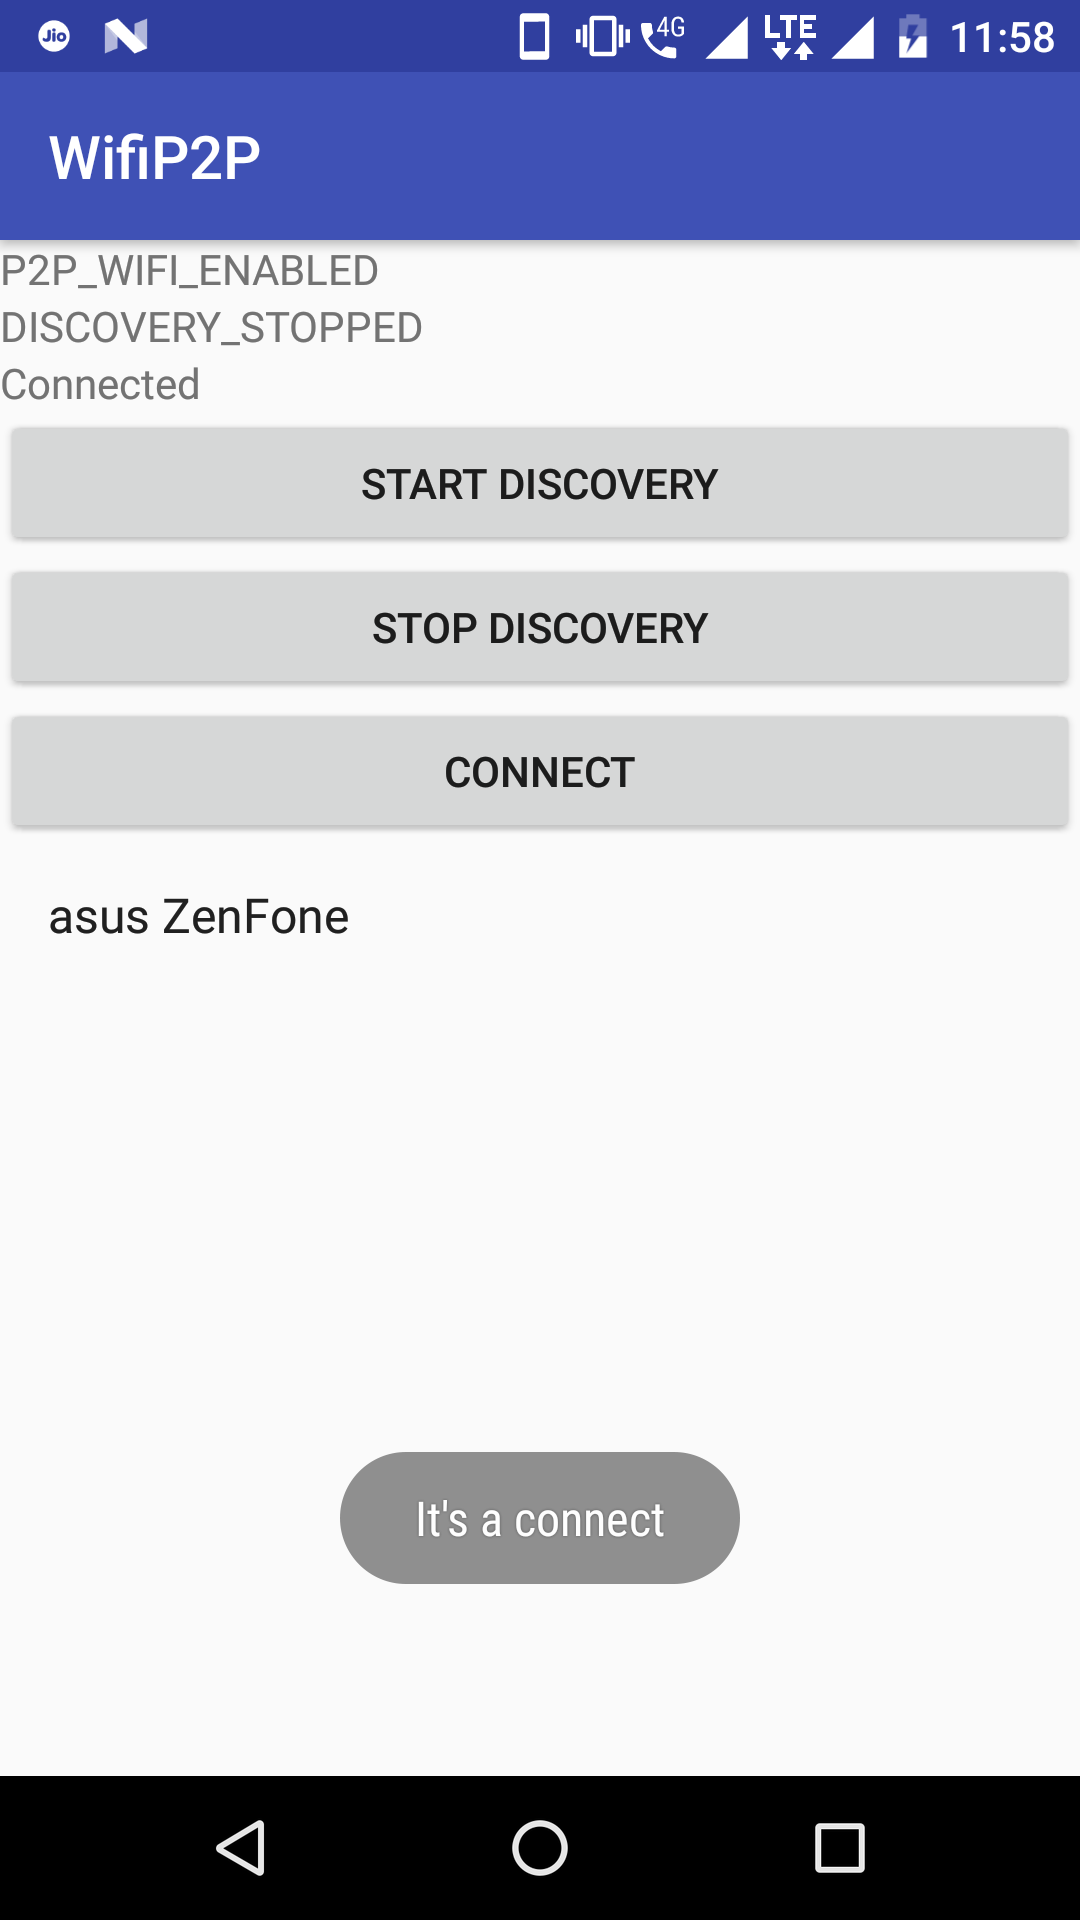 Jio 4G LTE 11:58
WifiP2P
P2P_WIFI_ENABLED
DISCOVERY_STOPPED
Connected
START DISCOVERY
STOP DISCOVERY
CONNECT
asus ZenFone
It's a connect